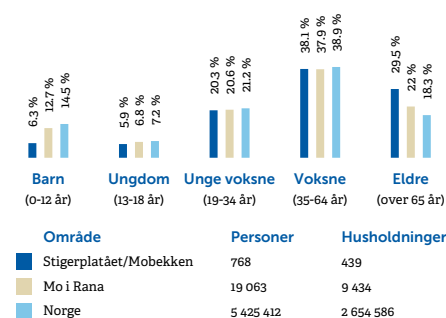 6.3 % 12.7 % 14.5 %
5.9 % 6.8 % 7.2 %
20.3 % 20.6 % 21.2 %
38.1 % 37.9 % 38.9 %
29.5 % 22 % 18.3 %
Barn Ungdom Unge voksne Voksne Eldre
(0-12 år) (13-18 år) (19-34 år) (35-64 år) (over 65 år)
Område Personer Husholdninger
Stigerplatået/Mobekken 768 439
Mo i Rana 19 063 9 434
Norge 5 425 412 2 654 586